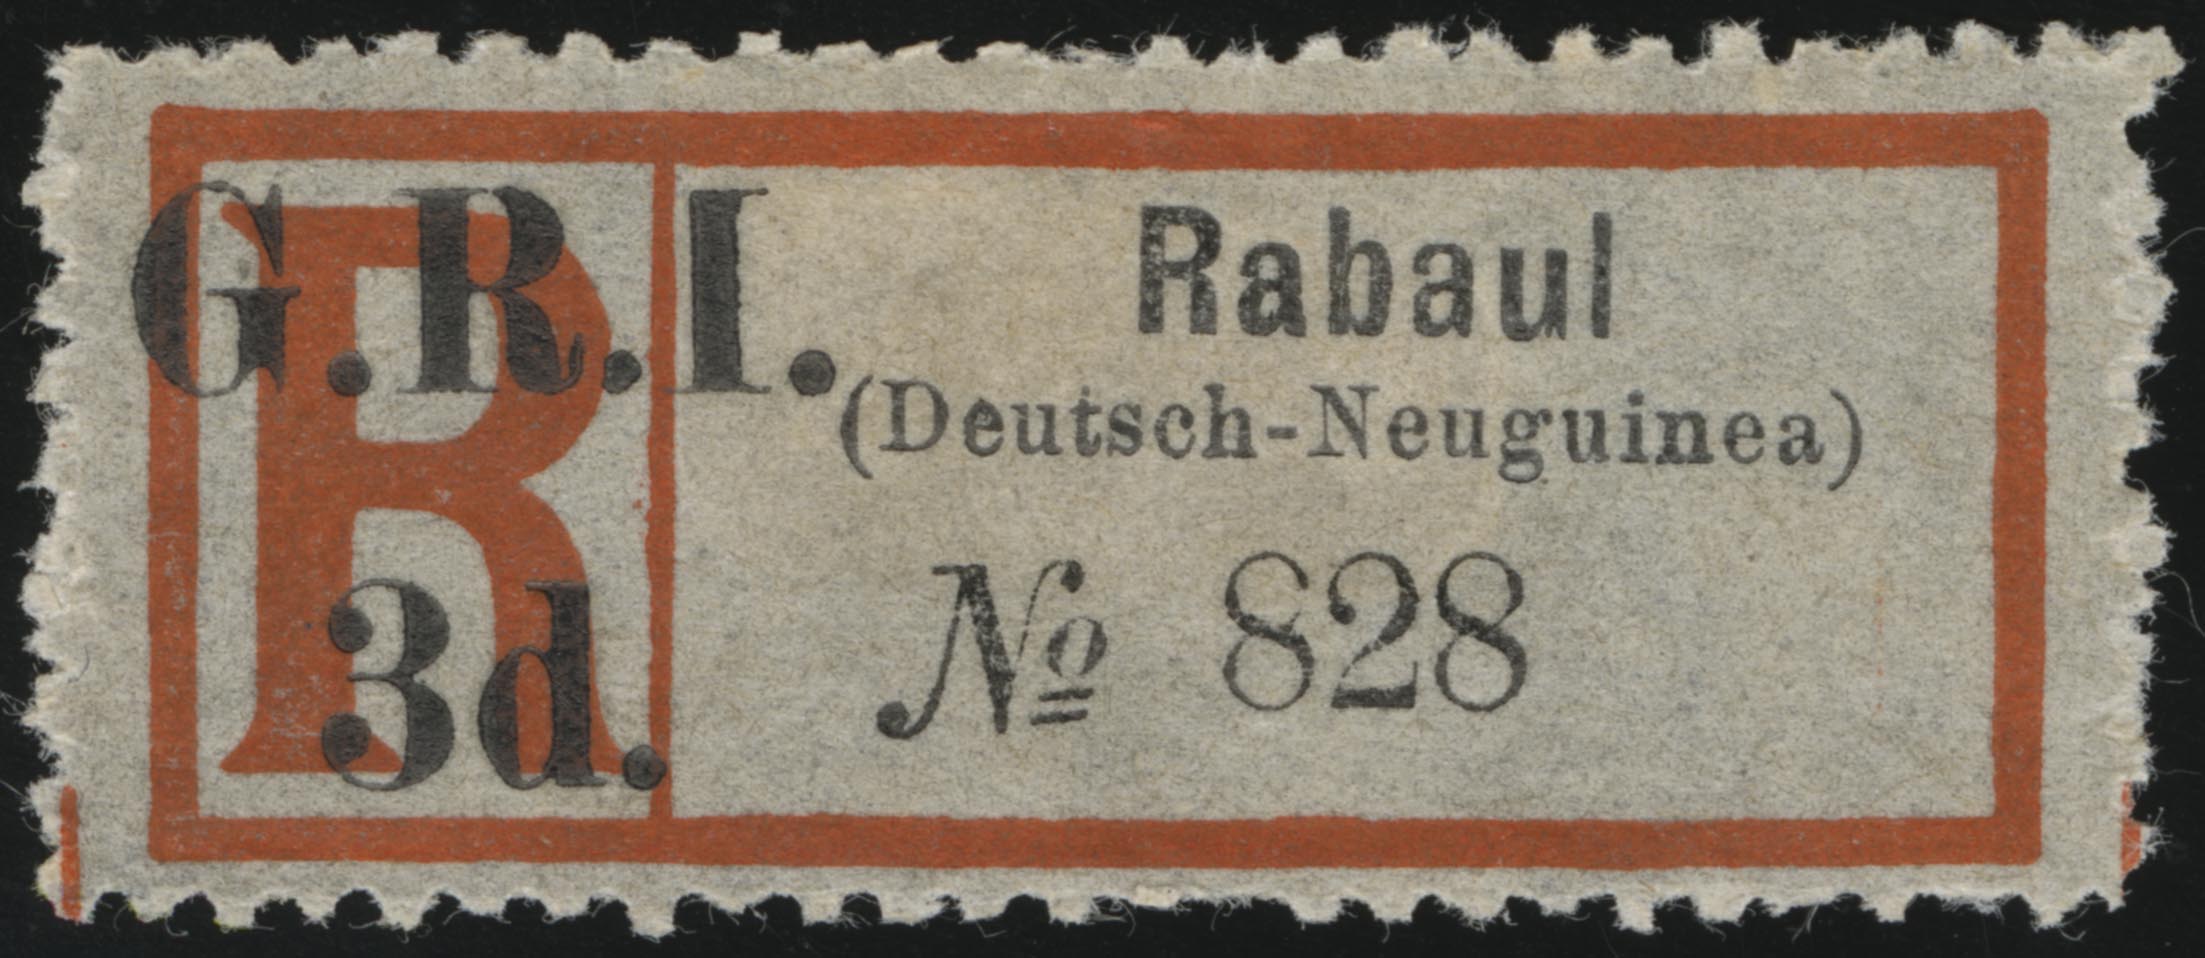 R
G.R.I.
3d.
Rabaul
(Deutsch-Neuguinea)
№ 828